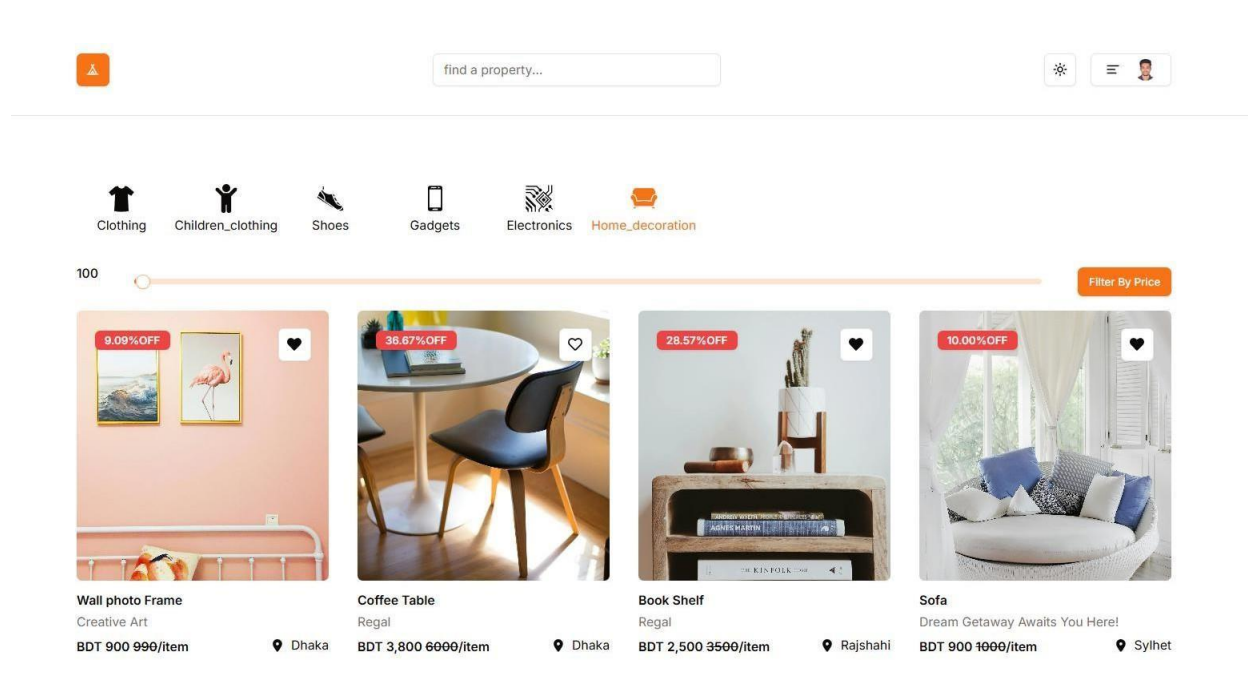 find a property...
Clothing
Children_clothing
Shoes
Gadgets
Electronics
Home_decoration
100
Filter By Price
9.09%OFF
36.67%OFF
28.57%OFF
10.00%OFF
AGNES MARTIN
KINFOLK
Wall photo Frame
Creative Art
BDT 900 990/item
Dhaka
Coffee Table
Regal
BDT 3,800 6000/item
Dhaka
Book Shelf
Regal
BDT 2,500 3500/item
Rajshahi
Sofa
Dream Getaway Awaits You Here!
BDT 900 1000/item
Sylhet